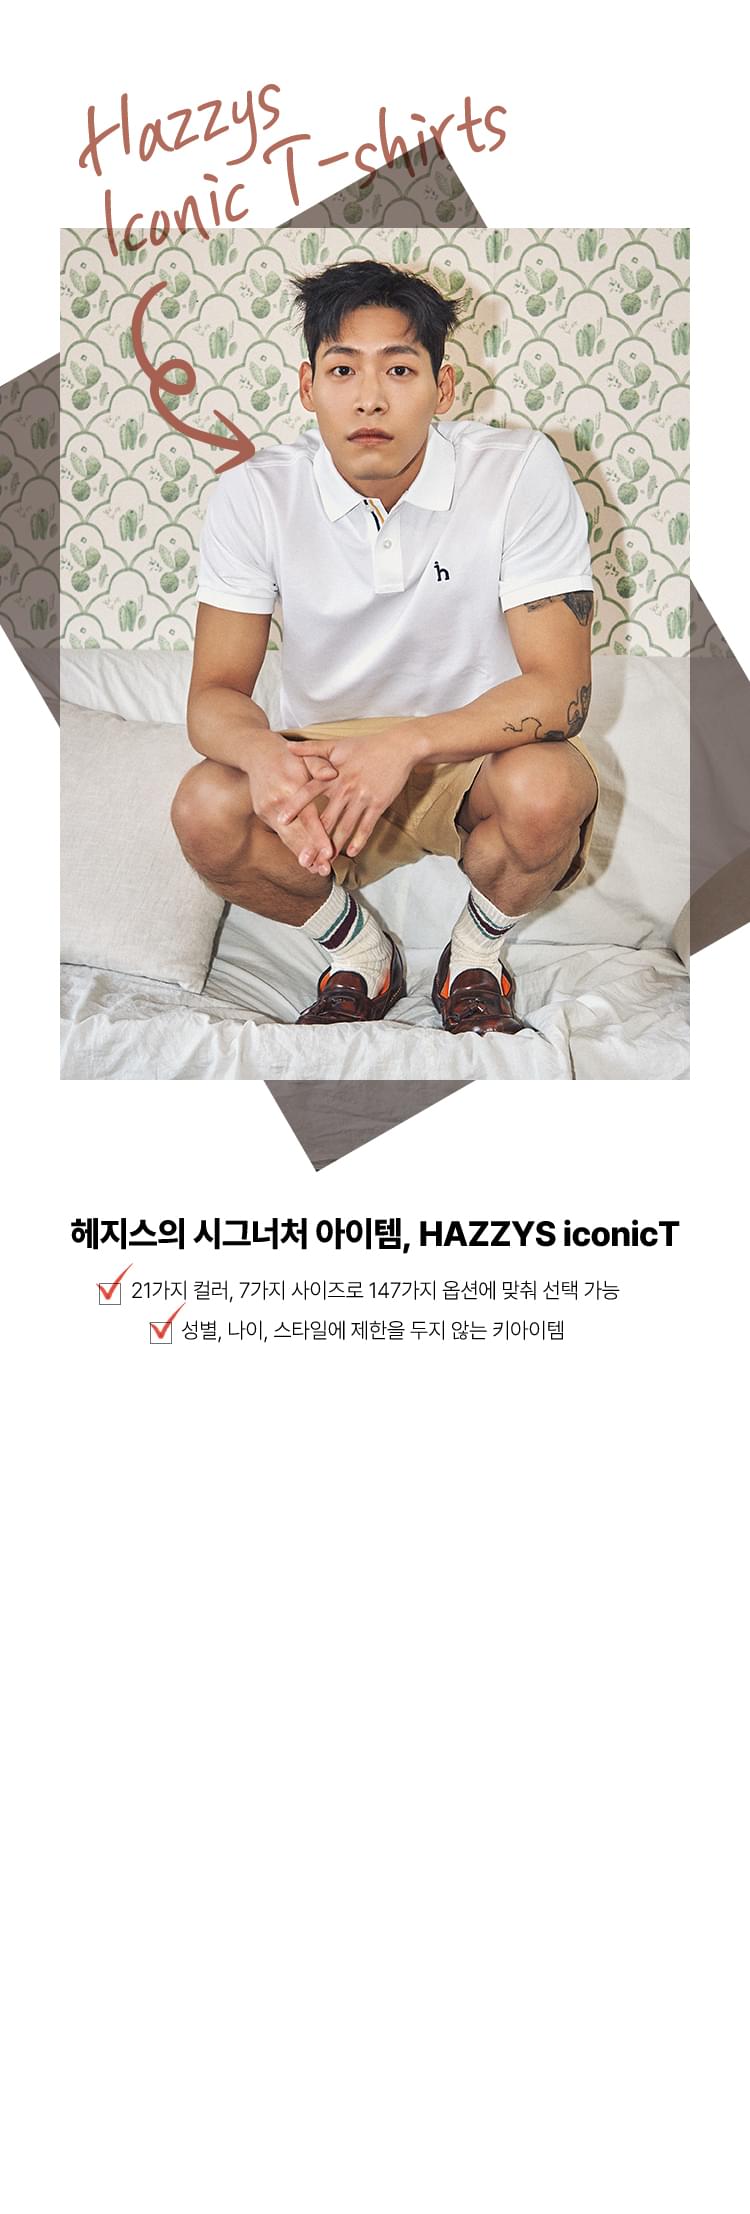 Hazzys
Iconic T-shirts
h
헤지스의 시그너처 아이템, HAZZYS iconicT
21가지 컬러, 7가지 사이즈로 147가지 옵션에 맞춰 선택 가능
성별, 나이, 스타일에 제한을 두지 않는 키아이템